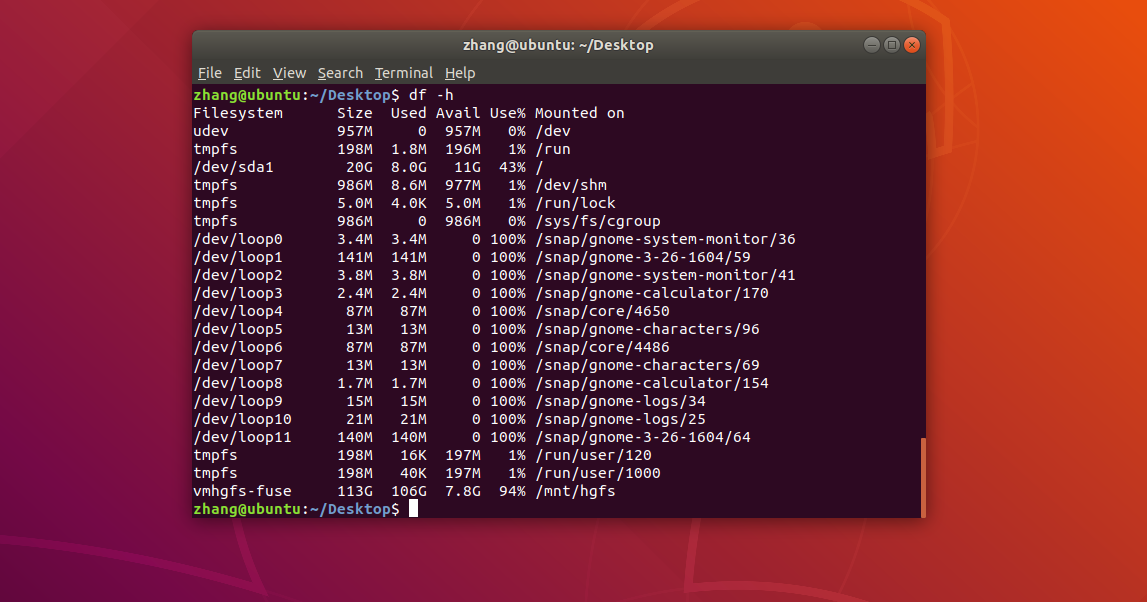 zhang@ubuntu: ~/Desktop
File Edit View Search Terminal Help
zhang@ubuntu:~/Desktop$ df -h
Filesystem      Size  Used Avail Use% Mounted on
udev            957M     0  957M   0% /dev
tmpfs           198M  1.8M  196M   1% /run
/dev/sda1        20G  8.0G   11G  43% /
tmpfs           986M  8.6M  977M   1% /dev/shm
tmpfs           5.0M  4.0K  5.0M   1% /run/lock
tmpfs           986M     0  986M   0% /sys/fs/cgroup
/dev/loop0      3.4M  3.4M     0 100% /snap/gnome-system-monitor/36
/dev/loop1      141M  141M     0 100% /snap/gnome-3-26-1604/59
/dev/loop2      3.8M  3.8M     0 100% /snap/gnome-system-monitor/41
/dev/loop3      2.4M  2.4M     0 100% /snap/gnome-calculator/170
/dev/loop4       87M   87M     0 100% /snap/core/4650
/dev/loop5       13M   13M     0 100% /snap/gnome-characters/96
/dev/loop6       87M   87M     0 100% /snap/core/4486
/dev/loop7       13M   13M     0 100% /snap/gnome-characters/69
/dev/loop8      1.7M  1.7M     0 100% /snap/gnome-calculator/154
/dev/loop9       15M   15M     0 100% /snap/gnome-logs/34
/dev/loop10      21M   21M     0 100% /snap/gnome-logs/25
/dev/loop11     140M  140M     0 100% /snap/gnome-3-26-1604/64
tmpfs           198M   16K  197M   1% /run/user/120
tmpfs           198M   40K  197M   1% /run/user/1000
vmhgfs-fuse     113G  106G  7.8G  94% /mnt/hgfs
zhang@ubuntu:~/Desktop$